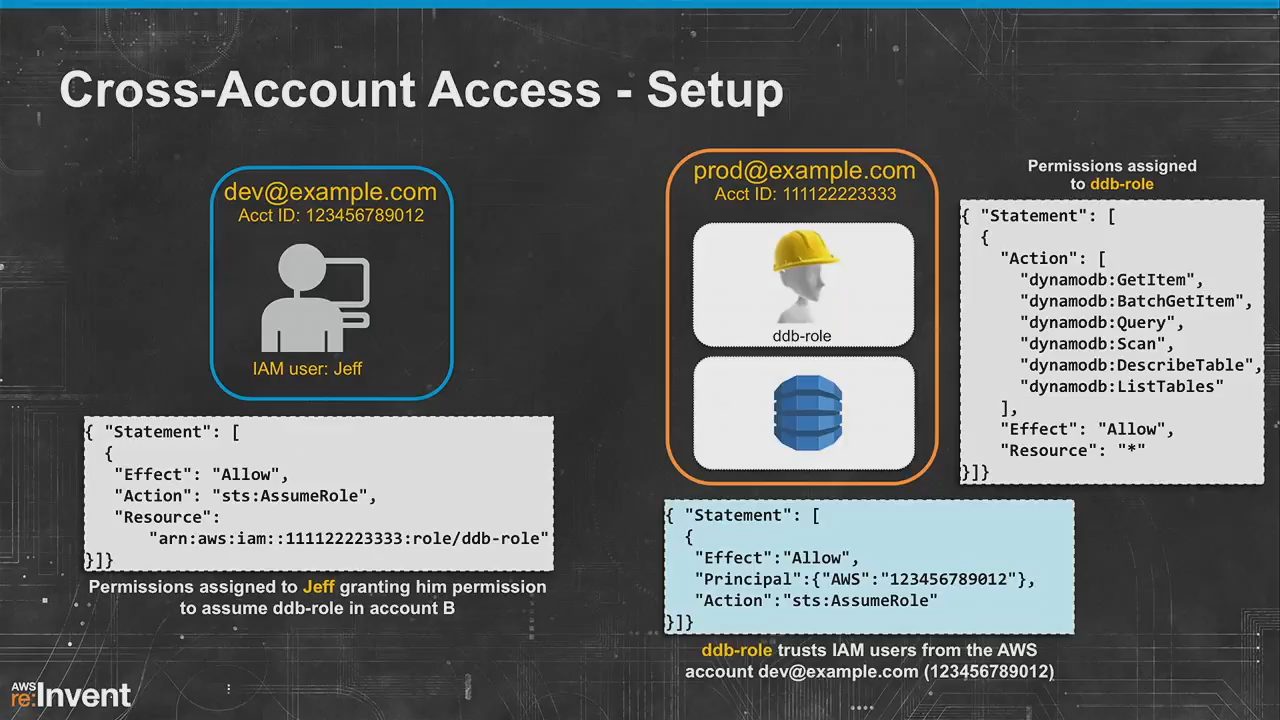 Cross-Account Access - Setup
dev@example.com
Acct ID: 123456789012
IAM user: Jeff
{ "Statement": [
{
"Effect": "Allow",
"Action": "sts:AssumeRole",
"Resource":
"arn:aws:iam::111122223333:role/ddb-role"
}]}
Permissions assigned to Jeff granting him permission
to assume ddb-role in account B
prod@example.com
Acct ID: 111122223333
ddb-role
{ "Statement": [
{
"Effect":"Allow",
"Principal":{"AWS":"123456789012"},
"Action":"sts:AssumeRole"
}]}
ddb-role trusts IAM users from the AWS
account dev@example.com (123456789012)
Permissions assigned
to ddb-role
{ "Statement": [
{
"Action": [
"dynamodb:GetItem",
"dynamodb:BatchGetItem",
"dynamodb:Query",
"dynamodb:Scan",
"dynamodb:DescribeTable",
"dynamodb:ListTables"
],
"Effect": "Allow",
"Resource": "*"
}]}
AWS
re:Invent